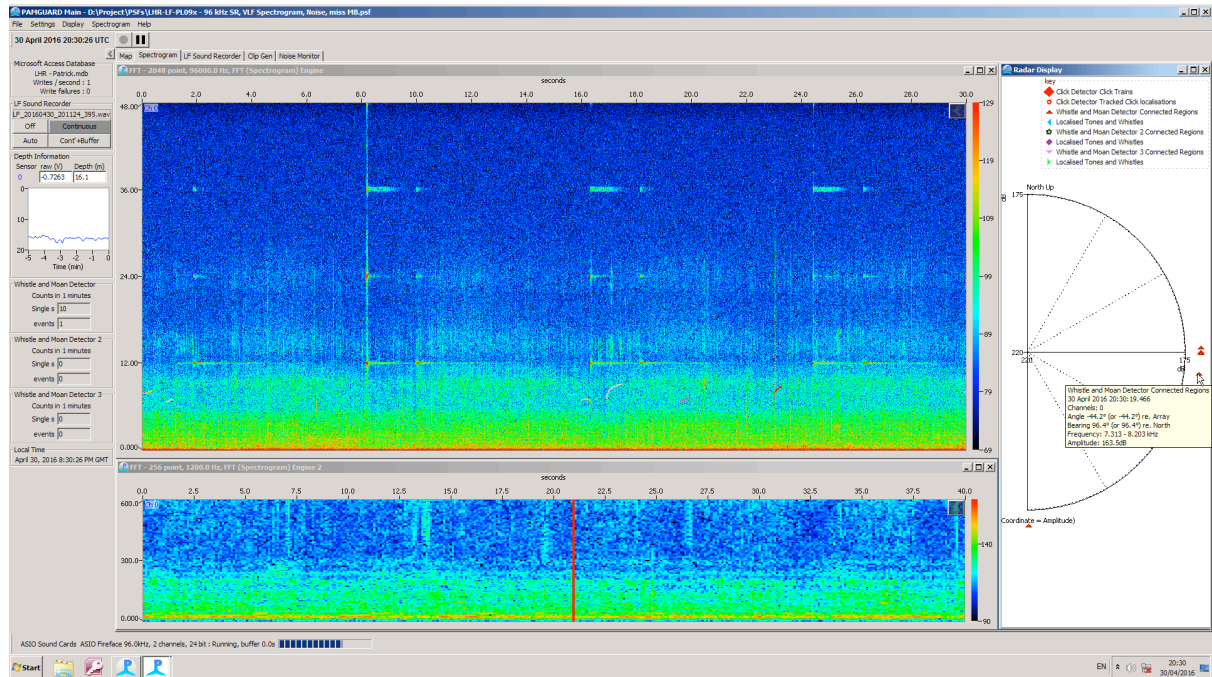 PAMGUARD Main - D:\Project\PSFs\LHR-LF-PL09x - 96 kHz SR, VLF Spectrogram, Noise, miss M8.psf
File Settings Display Spectrogram Help
30 April 2016 20:30:26 UTC
Microsoft Access Database
LHR - Patrick.mdb
Writes / second : 1
Write failures : 0
LF Sound Recorder
LF_20160430_201124_395.wav
Off Continuous
Auto Cont'+Buffer
Depth Information
Sensor raw (V) Depth (m)
0 -0.7263 16.1
0
10
20
-5 -4 -3 -2 -1 0
Time (min)
Whistle and Moan Detector
Counts in 1 minutes
Single s 10
events 1
Whistle and Moan Detector 2
Counts in 1 minutes
Single s 0
events 0
Whistle and Moan Detector 3
Counts in 1 minutes
Single s 0
events 0
Local Time
April 30, 2016 8:30:26 PM GMT
Map Spectrogram LF Sound Recorder Clip Gen Noise Monitor
FFT - 2048 point, 96000.0 Hz, FFT (Spectrogram) Engine
seconds
0.0 2.0 4.0 6.0 8.0 10.0 12.0 14.0 16.0 18.0 20.0 22.0 24.0 26.0 28.0 30.0
48.00
Ch 0
36.00
24.00
12.00
0.000
129
119
109
99
89
79
69
FFT - 256 point, 1200.0 Hz, FFT (Spectrogram) Engine 2
seconds
0.0 2.5 5.0 7.5 10.0 12.5 15.0 17.5 20.0 22.5 25.0 27.5 30.0 32.5 35.0 37.5 40.0
600.0
Ch 0
300.0
0.000
140
90
Radar Display
key
Click Detector Click Trains
Click Detector Tracked Click localisations
Whistle and Moan Detector Connected Regions
Localised Tones and Whistles
Whistle and Moan Detector 2 Connected Regions
Localised Tones and Whistles
Whistle and Moan Detector 3 Connected Regions
Localised Tones and Whistles
North Up
dB
175
220
220
175
dB
Whistle and Moan Detector Connected Regions
30 April 2016 20:30:19.466
Channels: 0
Angle -44.2° (or -44.2°) re. Array
Bearing 96.4° (or 96.4°) re. North
Frequency: 7.313 - 8.203 kHz
Amplitude: 163.5dB
Coordinate = Amplitude)
ASIO Sound Cards ASIO Fireface 96.0kHz, 2 channels, 24 bit : Running, buffer 0.0s
Start
EN
20:30
30/04/2016